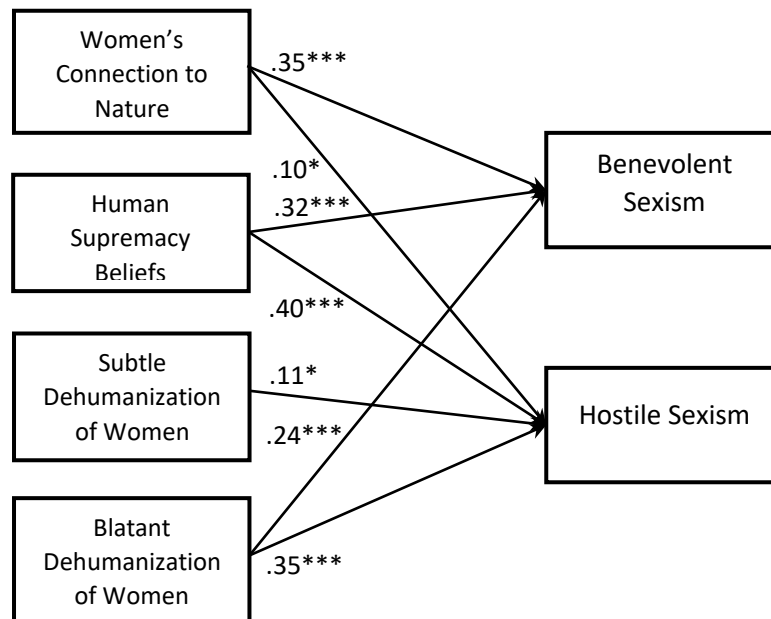 Women’s
Connection to
Nature
.35***
.10*
Human
Supremacy
Beliefs
.32***
.40***
Subtle
Dehumanization
of Women
.11*
.24***
Blatant
Dehumanization
of Women
.35***
Benevolent
Sexism
Hostile Sexism